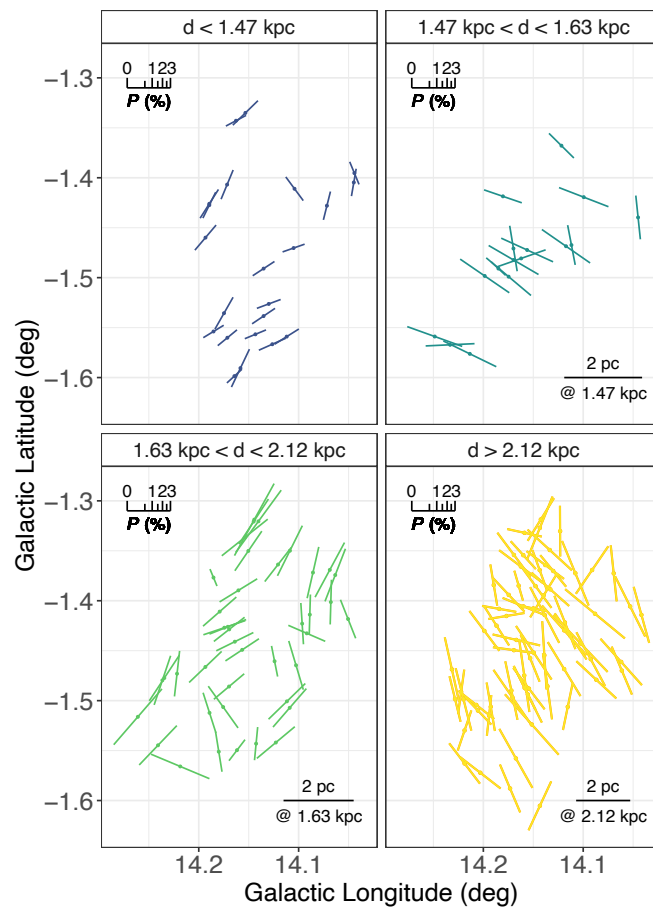 d < 1.47 kpc
1.47 kpc < d < 1.63 kpc
0 123
P (%)
0 123
P (%)
−1.3
−1.4
−1.5
−1.6
2 pc
@ 1.47 kpc
Galactic Latitude (deg)
1.63 kpc < d < 2.12 kpc
d > 2.12 kpc
0 123
P (%)
0 123
P (%)
−1.3
−1.4
−1.5
−1.6
2 pc
@ 1.63 kpc
2 pc
@ 2.12 kpc
14.2 14.1
14.2 14.1
Galactic Longitude (deg)